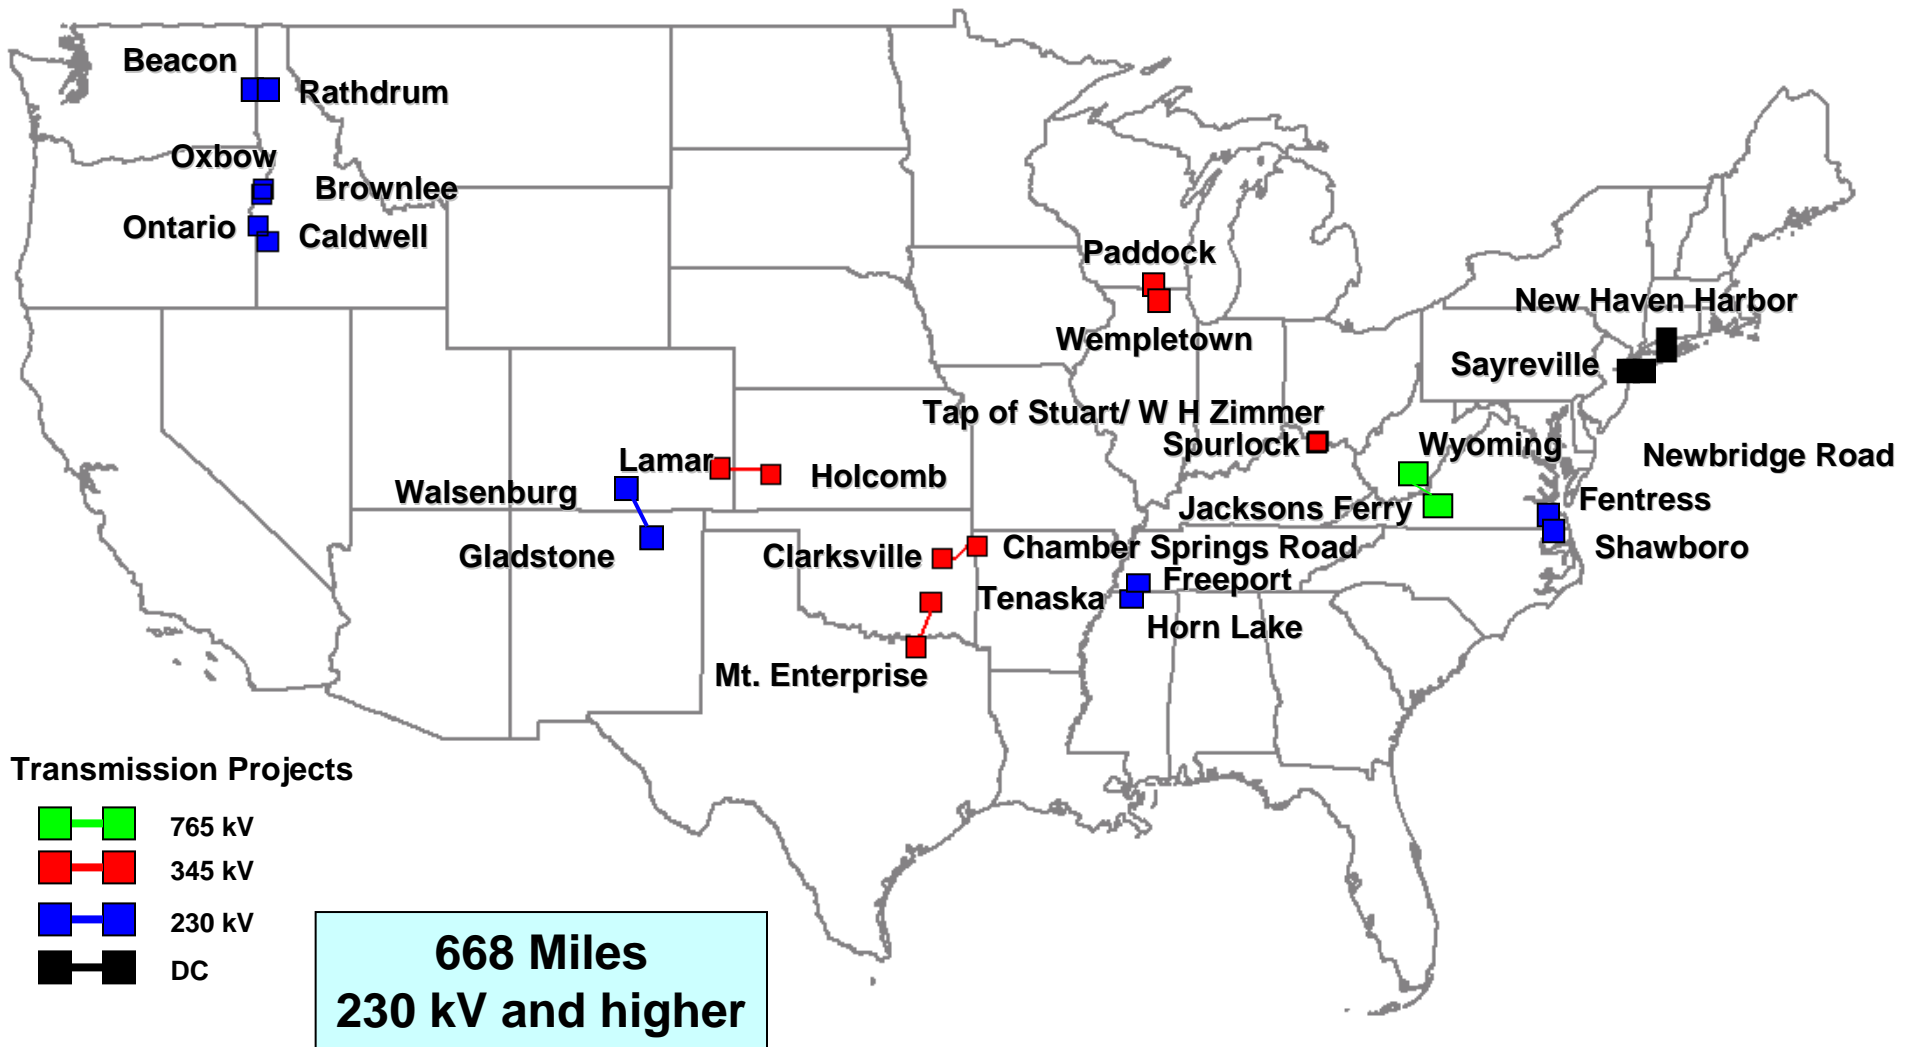 Beacon
Rathdrum
Oxbow
Brownlee
Ontario
Caldwell
Paddock
Wempletown
New Haven Harbor
Sayreville
Tap of Stuart/ W H Zimmer
Spurlock
Wyoming
Newbridge Road
Lamar
Holcomb
Walsenburg
Jacksons Ferry
Fentress
Shawboro
Gladstone
Clarksville
Chamber Springs Road
Freeport
Tenaska
Horn Lake
Mt. Enterprise
Transmission Projects
765 kV
345 kV
230 kV
DC
668 Miles
230 kV and higher